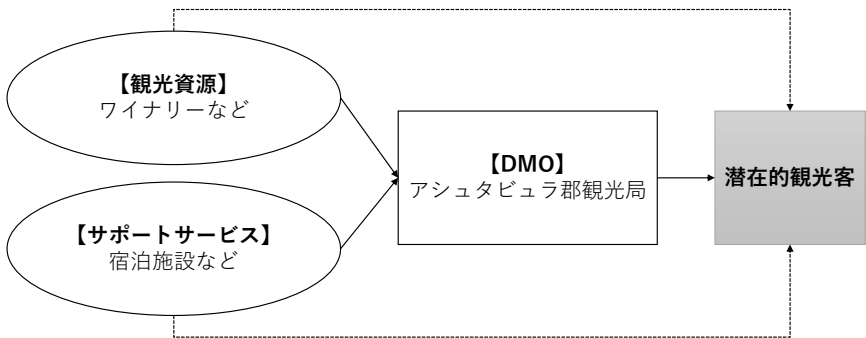 【観光資源】
ワイナリーなど
【サポートサービス】
宿泊施設など
【DMO】
アシュタビュラ郡観光局
潜在的観光客